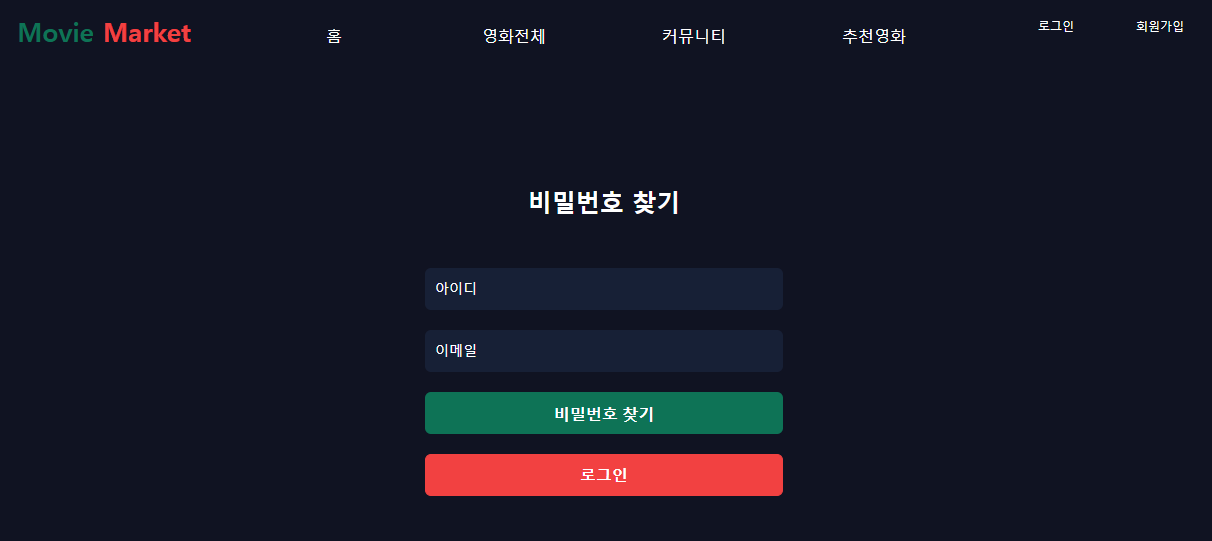 Movie Market
홈
영화전체
커뮤니티
추천영화
로그인
회원가입
비밀번호 찾기
아이디
이메일
비밀번호 찾기
로그인